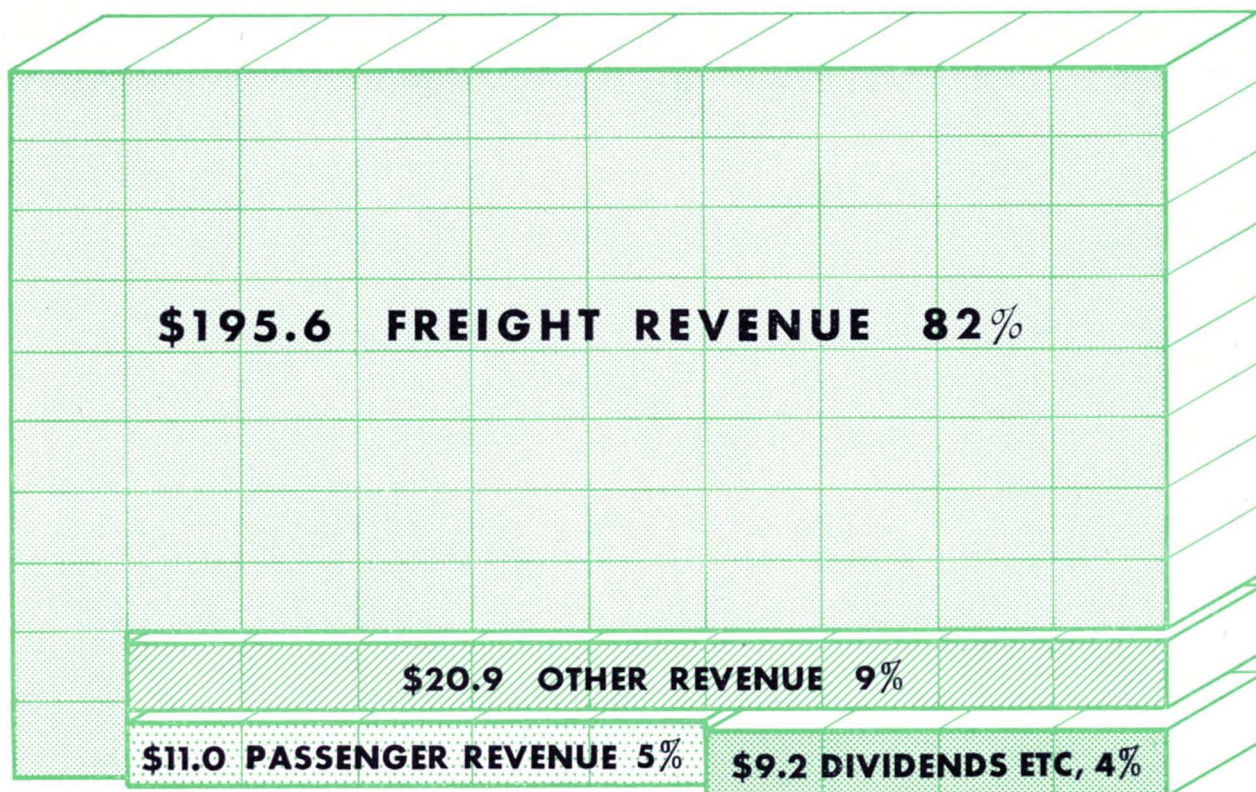 $195.6 FREIGHT REVENUE 82%
$20.9 OTHER REVENUE 9%
$11.0 PASSENGER REVENUE 5%
$9.2 DIVIDENDS ETC, 4%